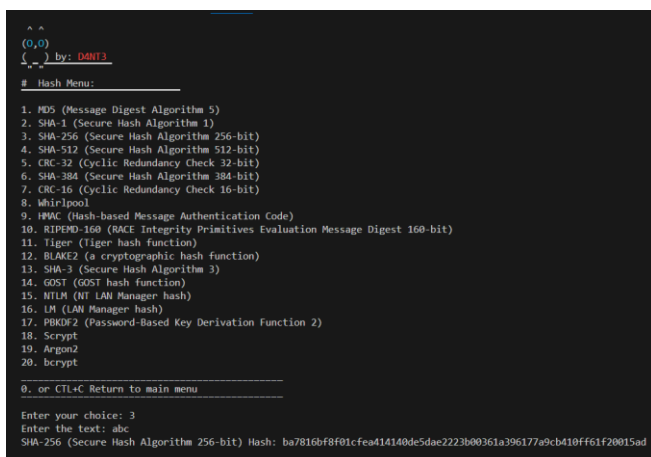 ^ ^
(0,0)
(_ _) by: D4NT3
" "
# Hash Menu:
1. MD5 (Message Digest Algorithm 5)
2. SHA-1 (Secure Hash Algorithm 1)
3. SHA-256 (Secure Hash Algorithm 256-bit)
4. SHA-512 (Secure Hash Algorithm 512-bit)
5. CRC-32 (Cyclic Redundancy Check 32-bit)
6. SHA-384 (Secure Hash Algorithm 384-bit)
7. CRC-16 (Cyclic Redundancy Check 16-bit)
8. Whirlpool
9. HMAC (Hash-based Message Authentication Code)
10. RIPEMD-160 (RACE Integrity Primitives Evaluation Message Digest 160-bit)
11. Tiger (Tiger hash function)
12. BLAKE2 (a cryptographic hash function)
13. SHA-3 (Secure Hash Algorithm 3)
14. GOST (GOST hash function)
15. NTLM (NT LAN Manager hash)
16. LM (LAN Manager hash)
17. PBKDF2 (Password-Based Key Derivation Function 2)
18. Scrypt
19. Argon2
20. bcrypt
0. or CTL+C Return to main menu
Enter your choice: 3
Enter the text: abc
SHA-256 (Secure Hash Algorithm 256-bit) Hash: ba7816bf8f01cfea414140de5dae2223b00361a396177a9cb410ff61f20015ad